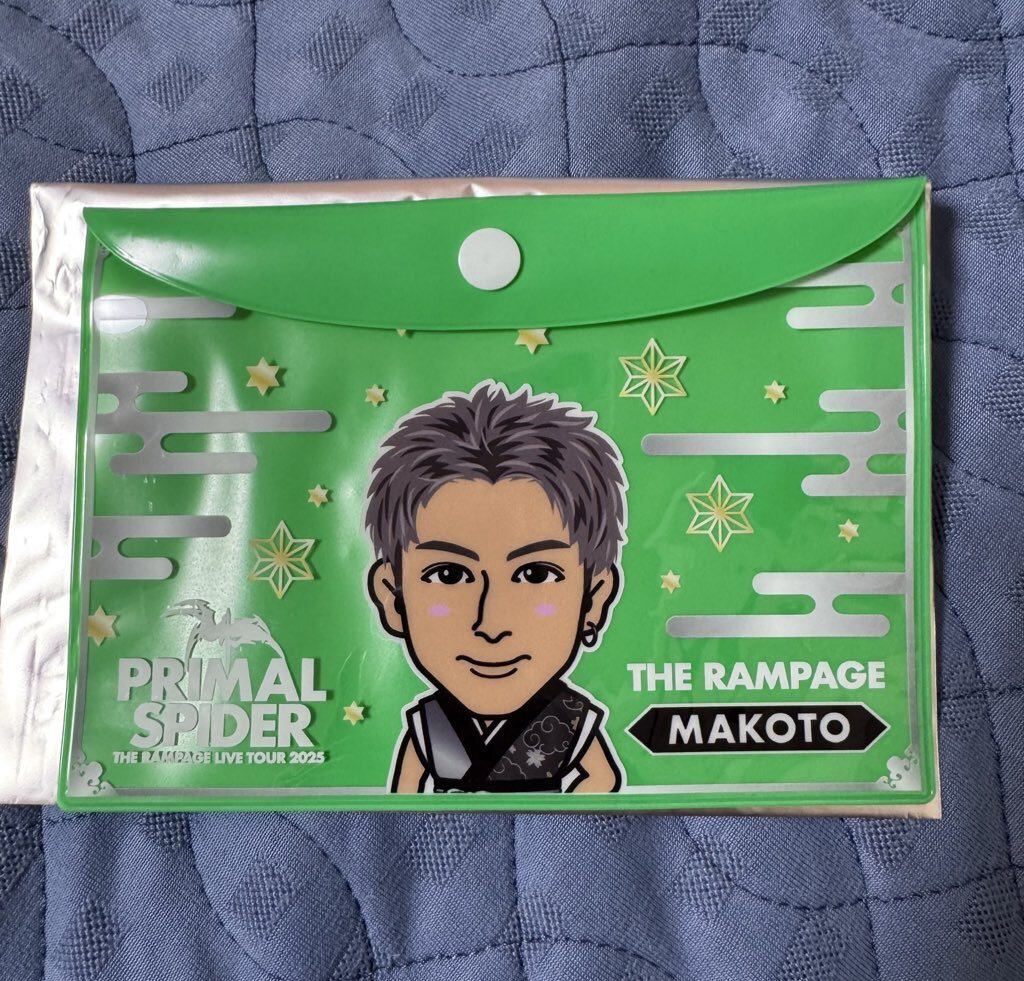 PRIMAL
SPIDER
THE RAMPAGE LIVE TOUR 2025
THE RAMPAGE
MAKOTO